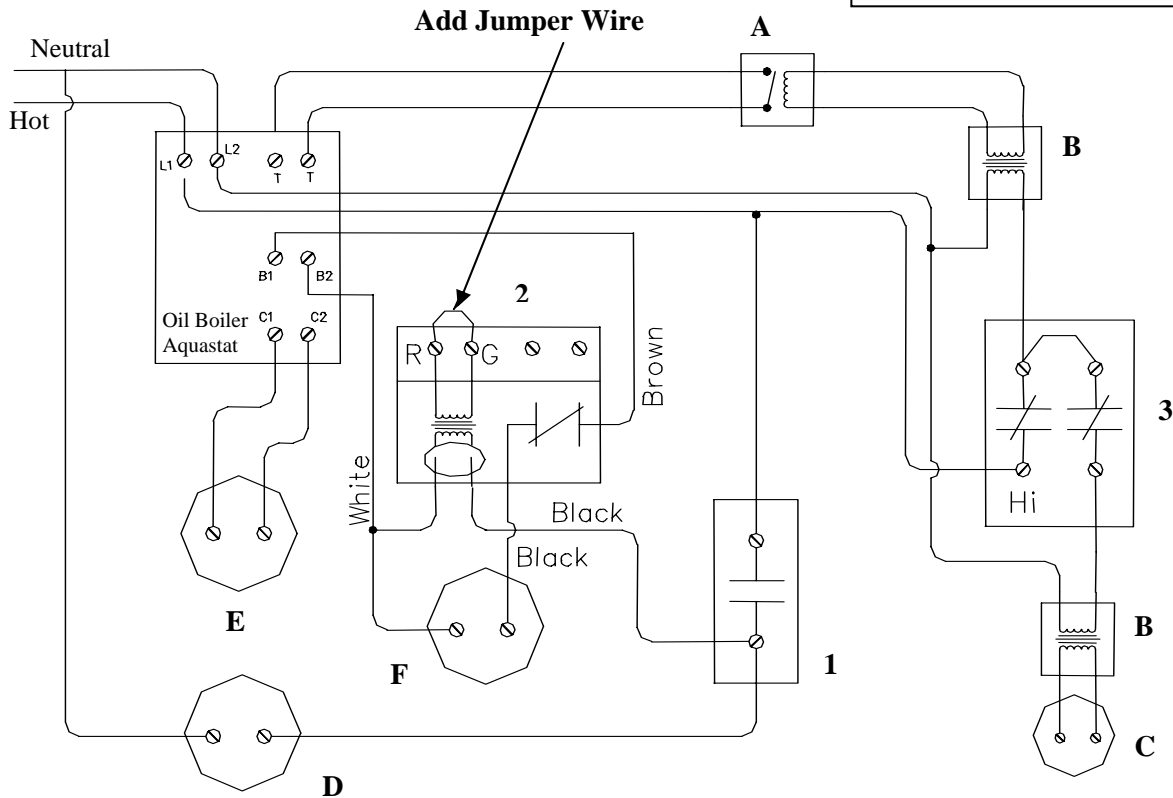 Add Jumper Wire
A
Neutral
Hot
L1
L2
T
T
B
B1
B2
2
Oil Boiler
Aquastat
C1
C2
R
G
Brown
3
Hi
White
Black
Black
E
F
1
B
D
C